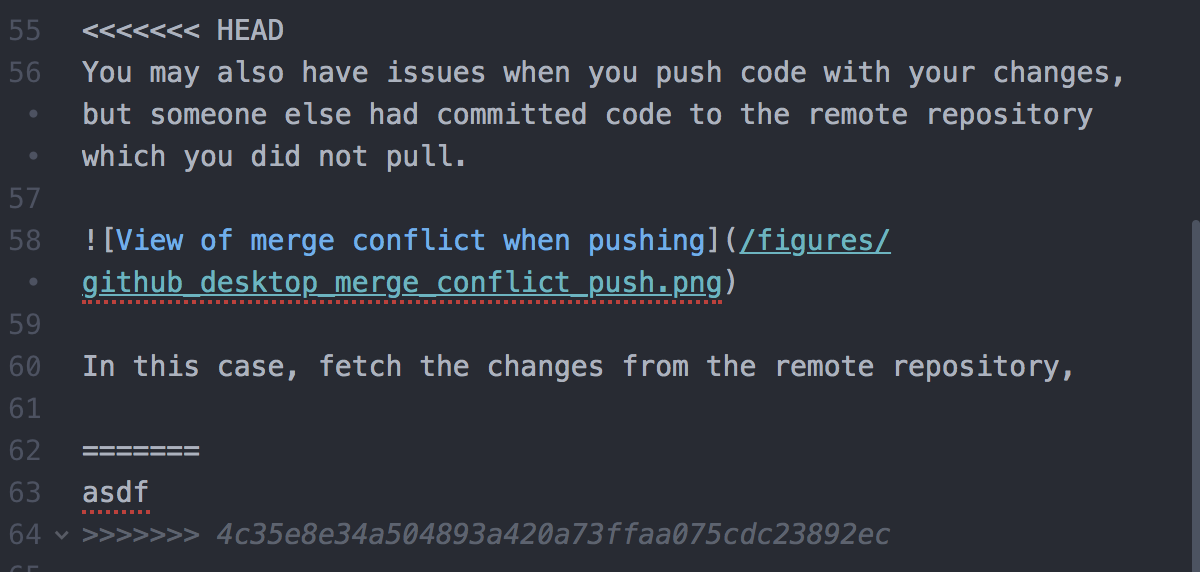 55 <<<<<<< HEAD
56 You may also have issues when you push code with your changes,
• but someone else had committed code to the remote repository
• which you did not pull.
57
58 ![View of merge conflict when pushing](/figures/
• github_desktop_merge_conflict_push.png)
59
60 In this case, fetch the changes from the remote repository,
61
62 =======
63 asdf
64 >>>>>>> 4c35e8e34a504893a420a73ffaa075cdc23892ec